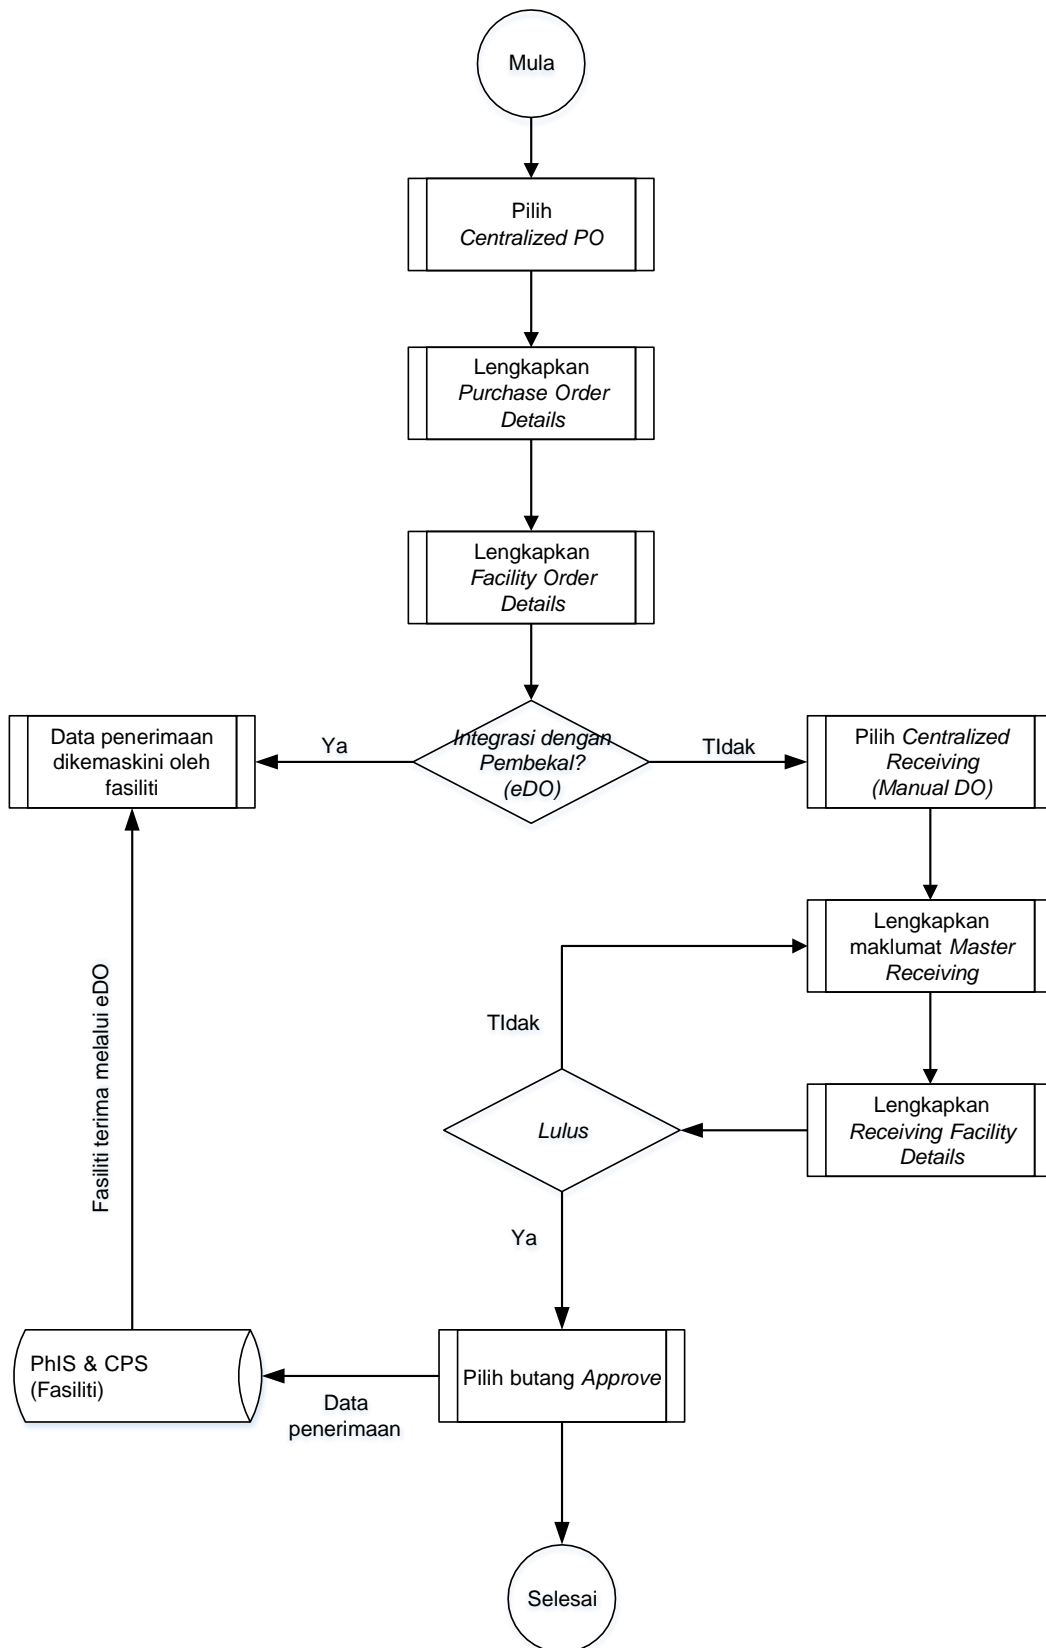 Mula
Pilih
Centralized PO
Lengkapkan
Purchase Order
Details
Lengkapkan
Facility Order
Details
Integrasi dengan
Pembekal?
(eDO)
Ya
TIdak
Data penerimaan
dikemaskini oleh
fasiliti
Pilih Centralized
Receiving
(Manual DO)
Lengkapkan
maklumat Master
Receiving
Lengkapkan
Receiving Facility
Details
Lulus
TIdak
Ya
Pilih butang Approve
Data
penerimaan
PhIS & CPS
(Fasiliti)
Fasiliti terima melalui eDO
Selesai